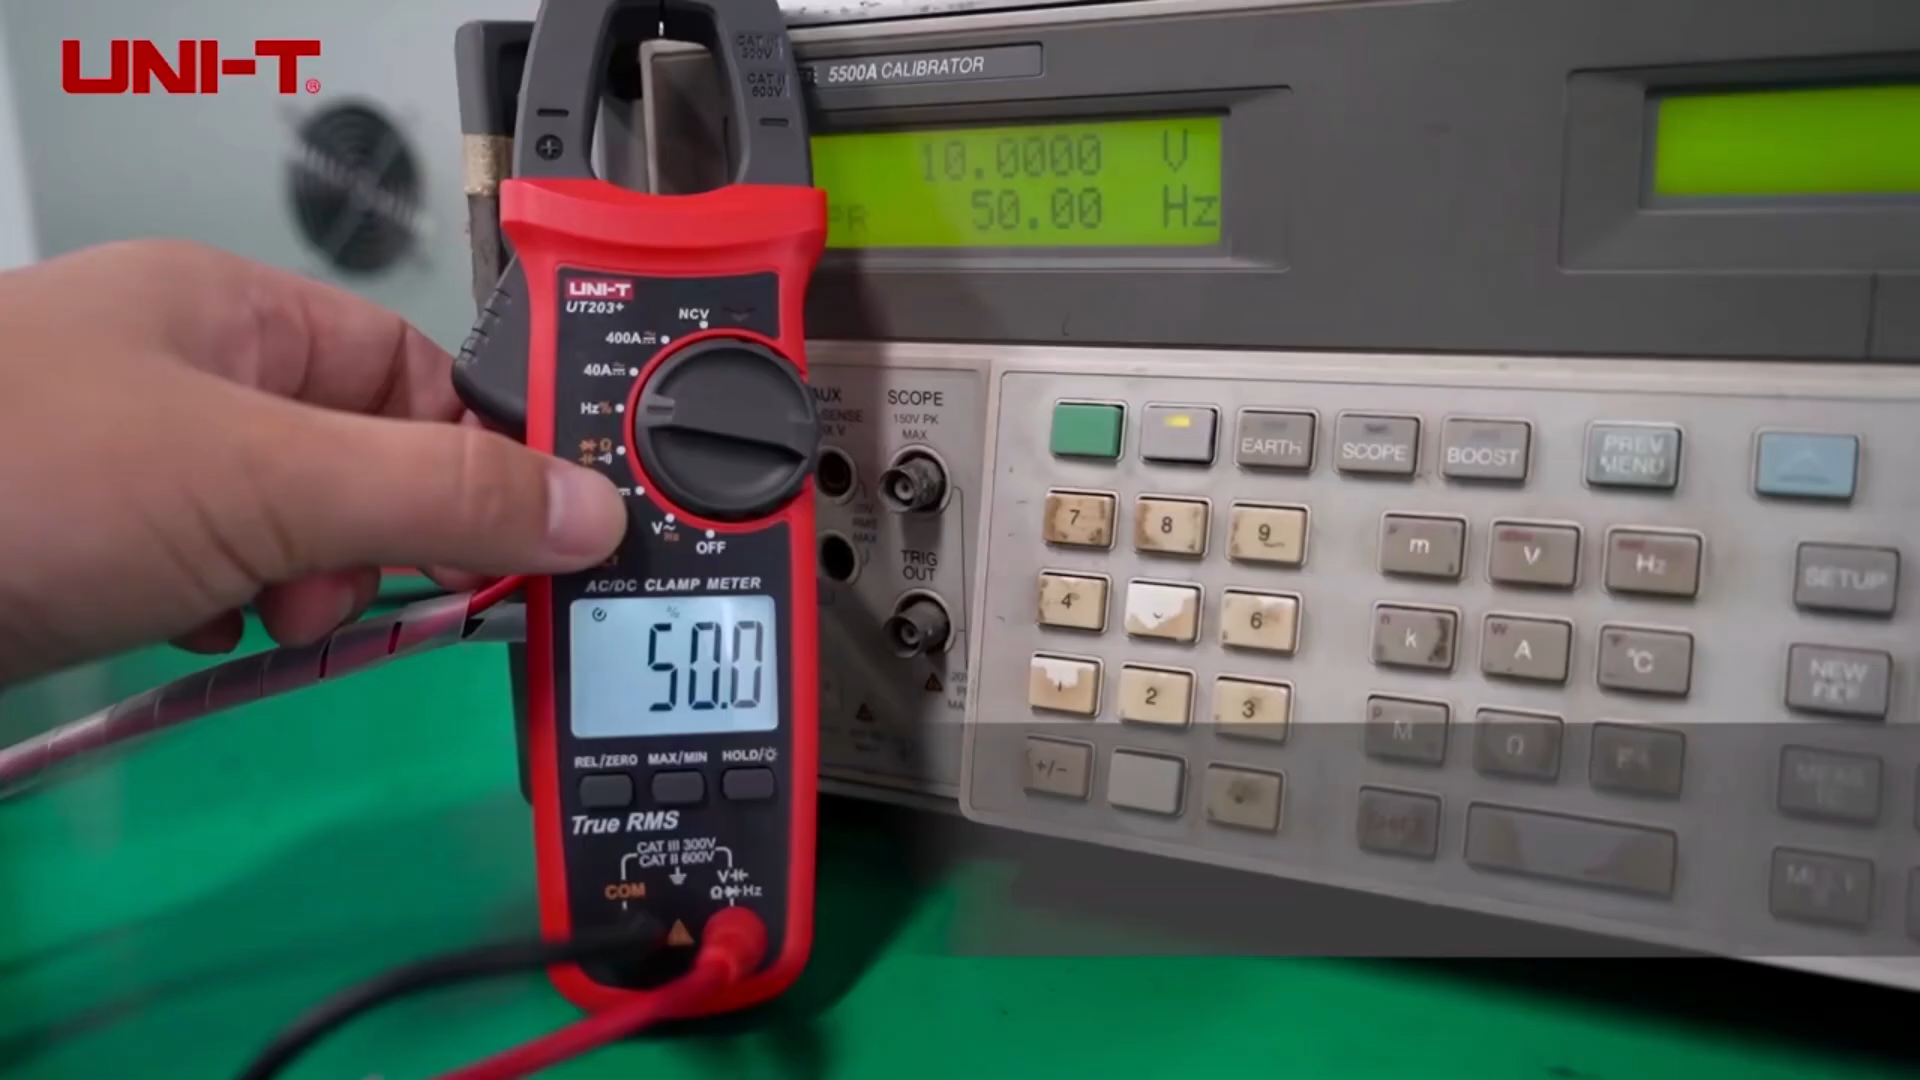 UNI-T®
CAT III
300V
CAT II
600V
5500A CALIBRATOR
10.0000 V
50.00 Hz
UNI-T
UT203+
NCV
400A
40A
Hz%
Ω
V~
Hz
OFF
AC/DC CLAMP METER
%
50.0
REL/ZERO MAX/MIN HOLD/
True RMS
CAT III 300V
CAT II 600V
COM
V
Ω Hz
AUX
SENSE
SCOPE
150V PK
MAX
RMS
MAX
TRIG
OUT
EARTH
SCOPE
BOOST
PREV
MENU
7 8 9
m V Hz
SETUP
4 6
k A °C
NEW
REF
2 3
M Ω F
+/-